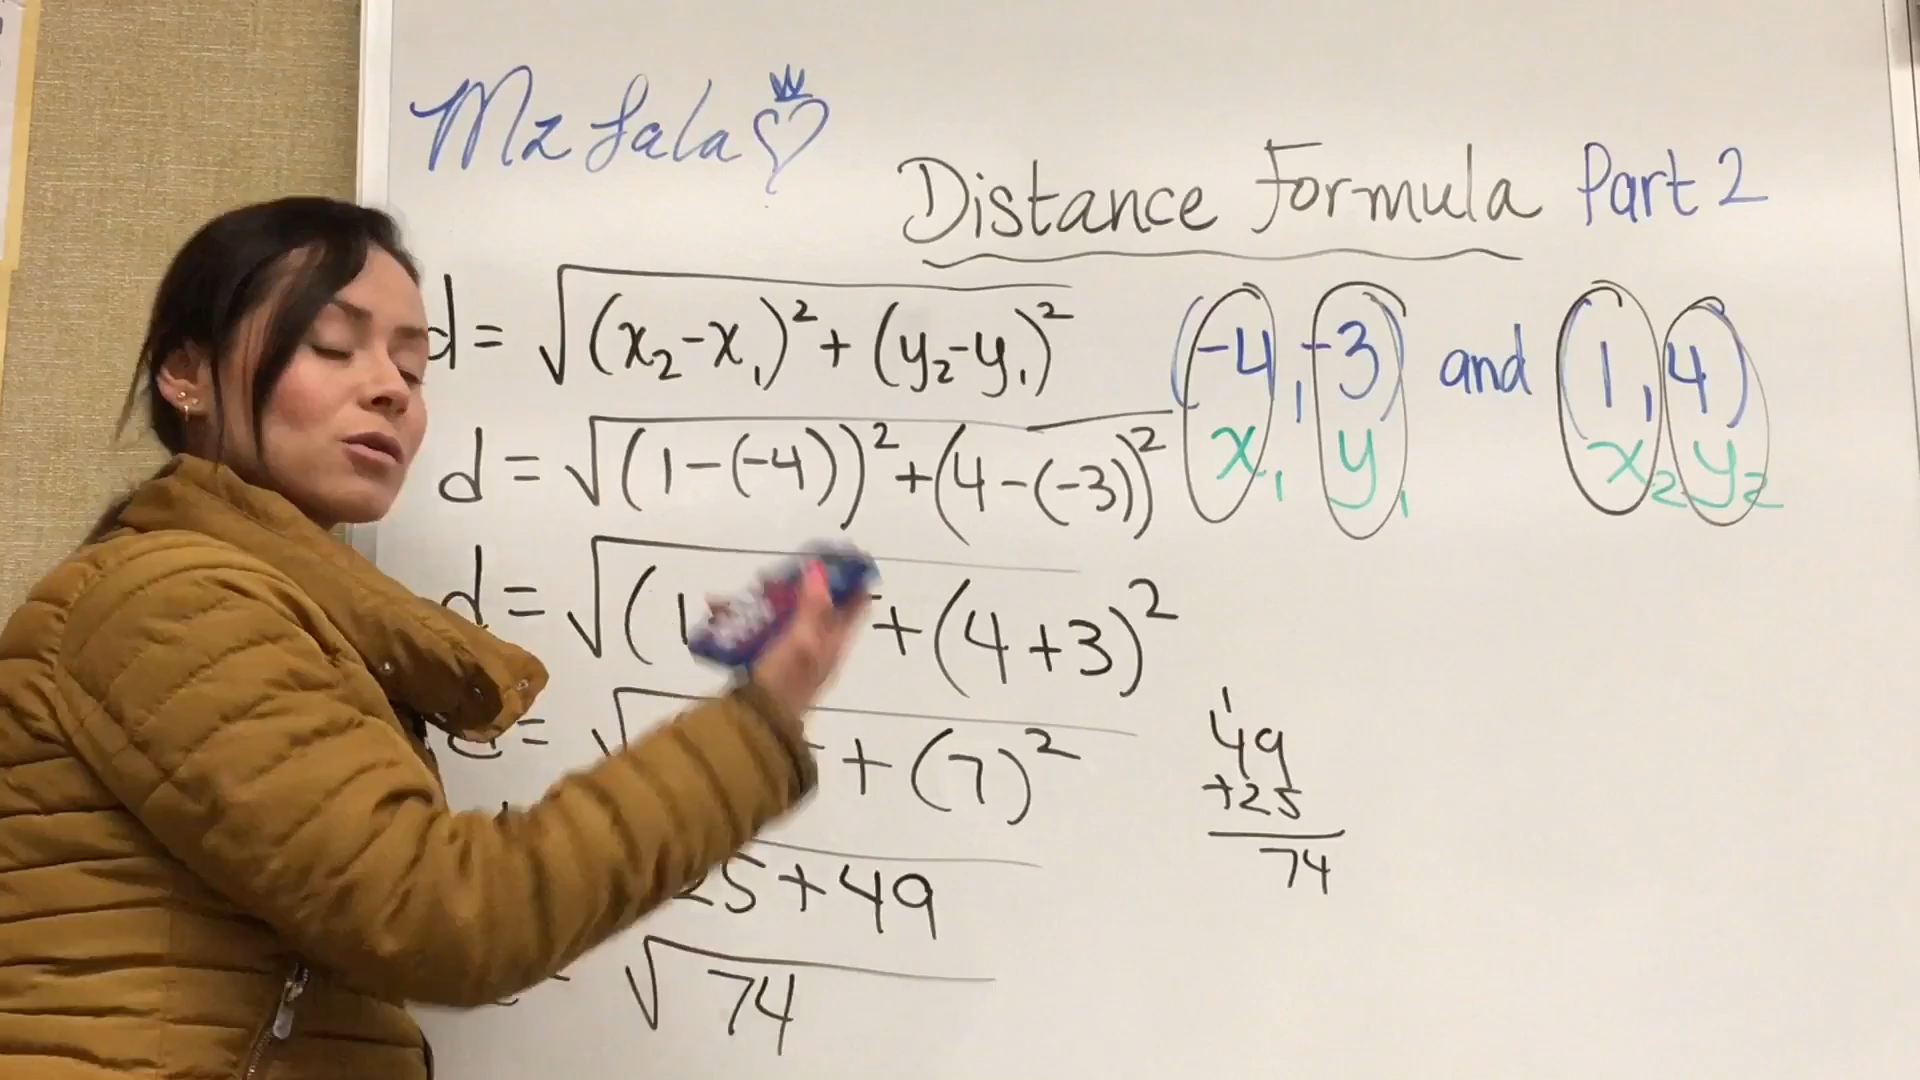 Mz Lala
Distance Formula Part 2
d = √(x₂-x₁)²+(y₂-y₁)²
(-4,-3) and (1,4)
x₁ y₁ x₂ y₂
d = √(1-(-4))²+(4-(-3))²
d = √(1 +(4+3)²
= √ +(7)²
25+49
√74
1
49
+25
74